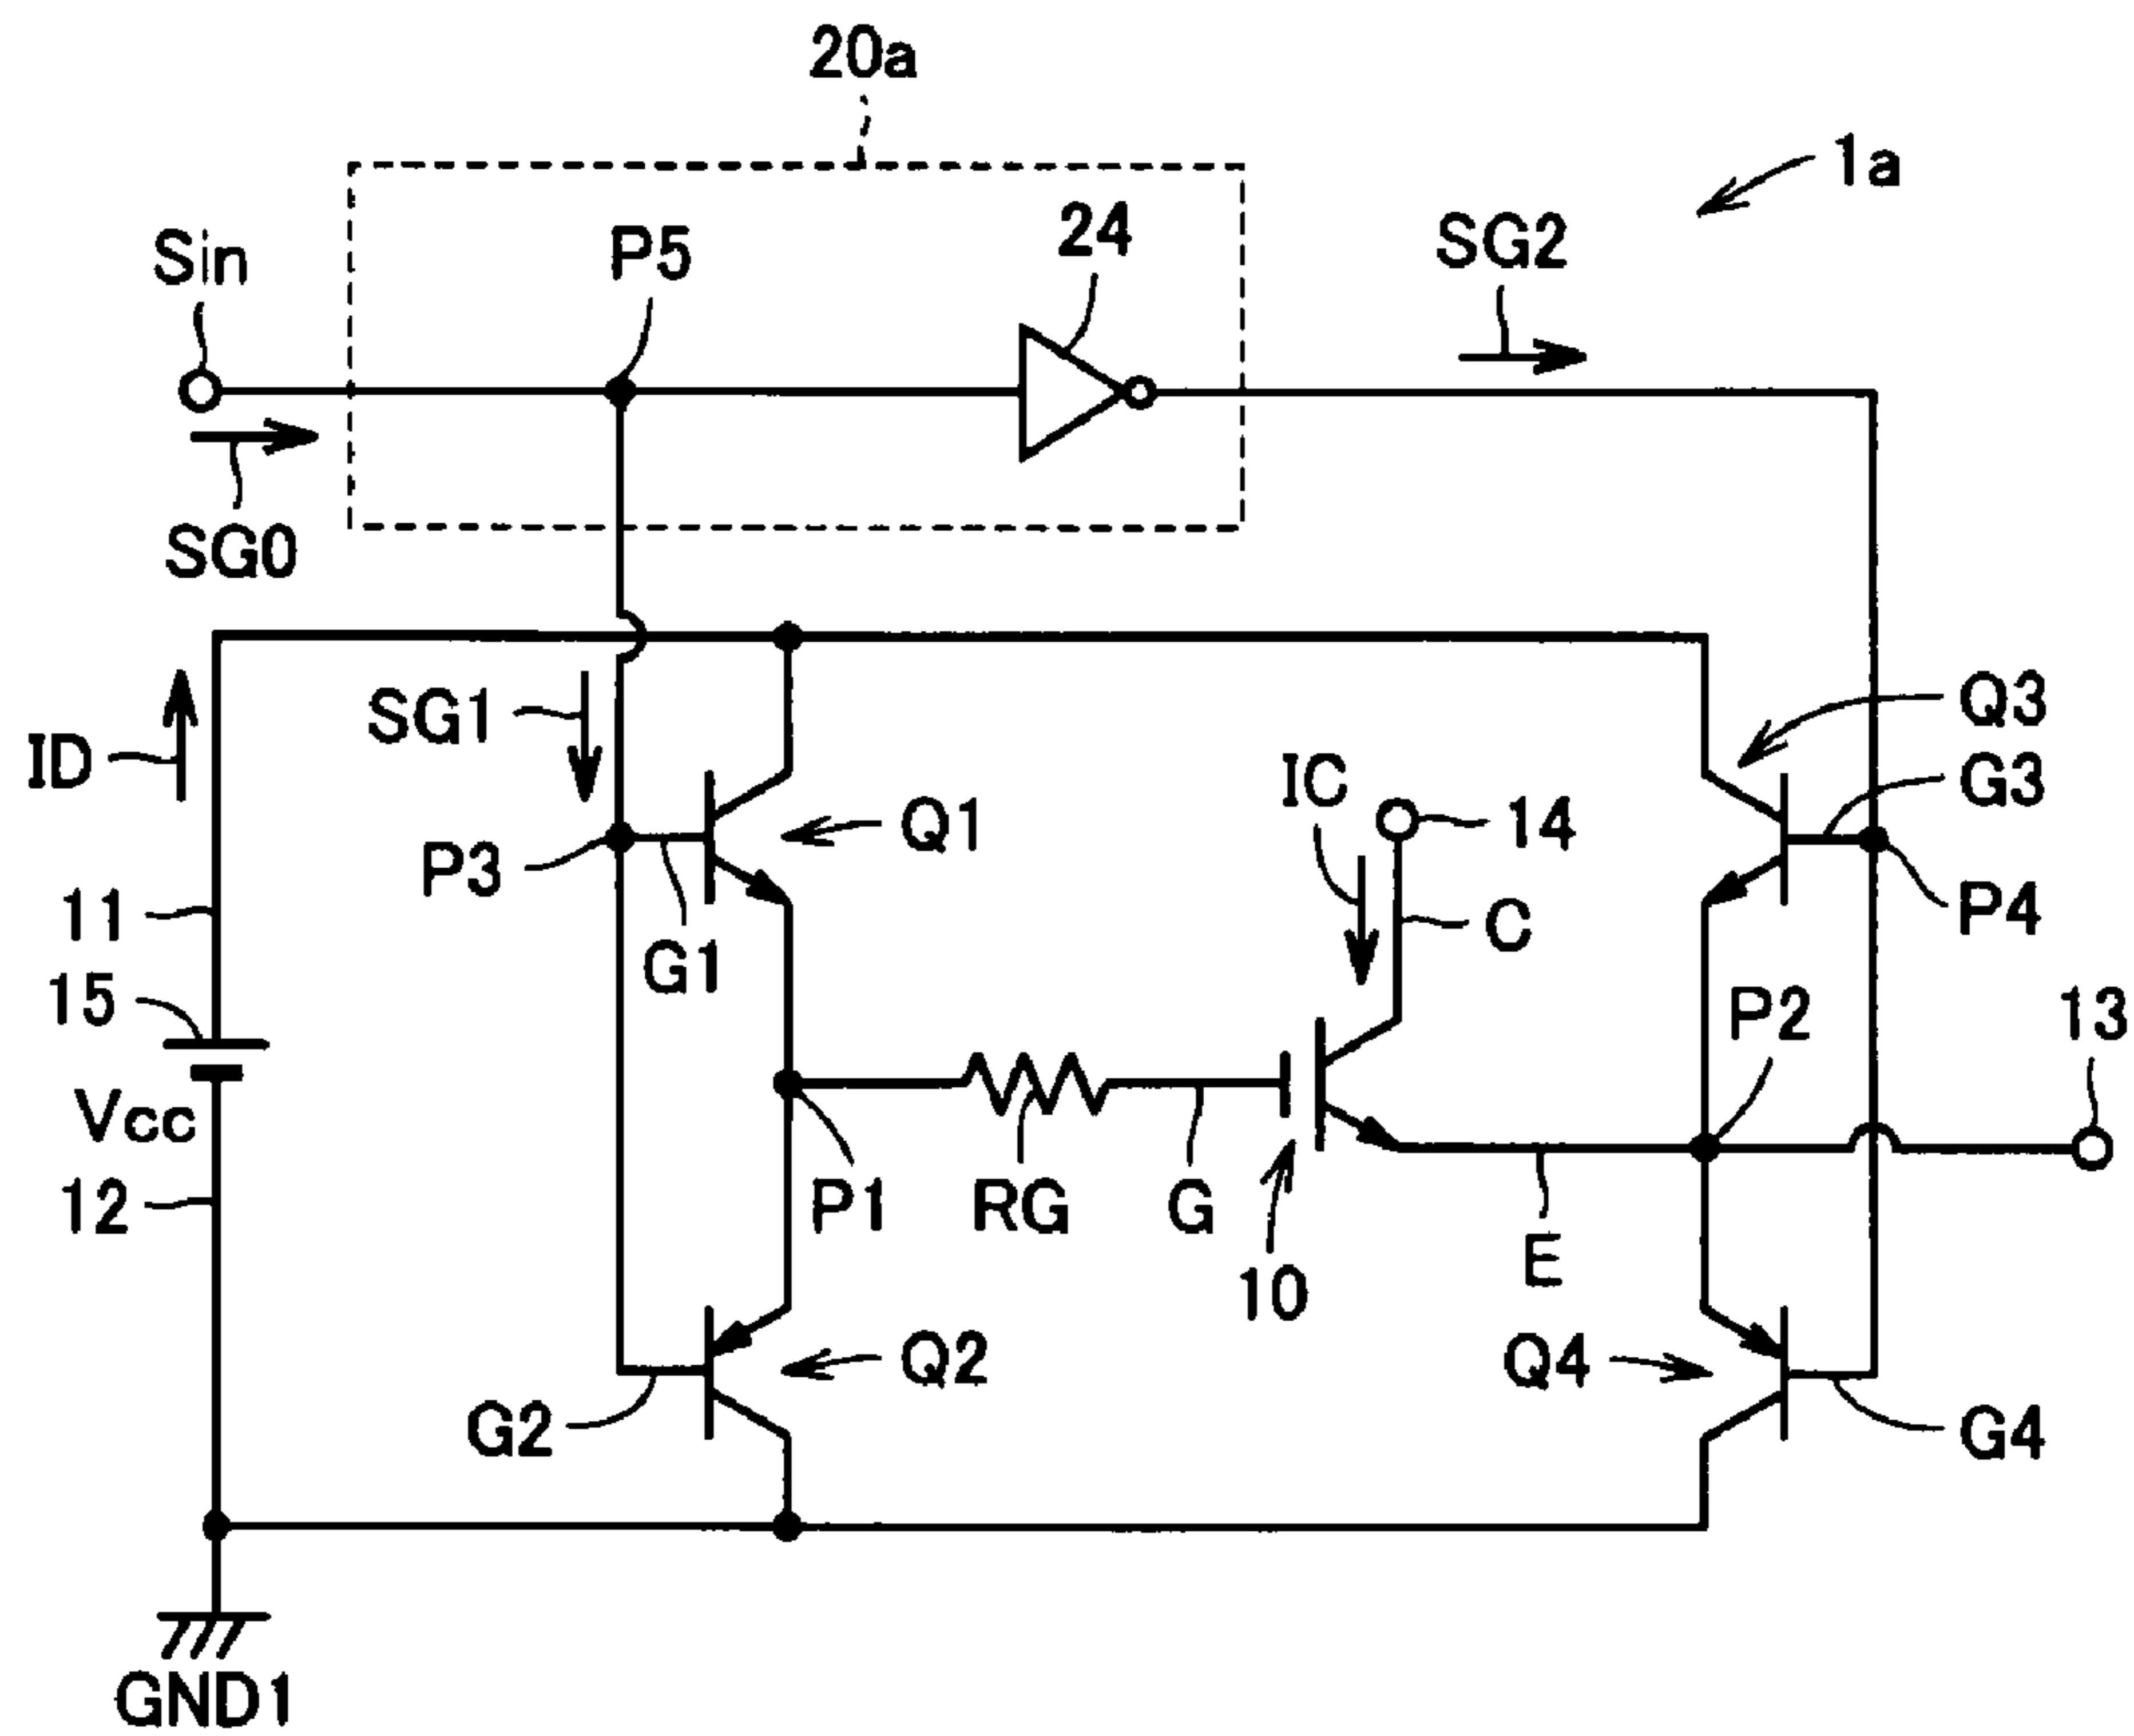 20a
1a
Sin
P5
24
SG2
SG0
SG1
Q3
ID
IC
G3
Q1
14
P3
P4
11
C
G1
15
P2
13
Vcc
12
P1
RG
G
E
10
Q2
Q4
G2
G4
GND1